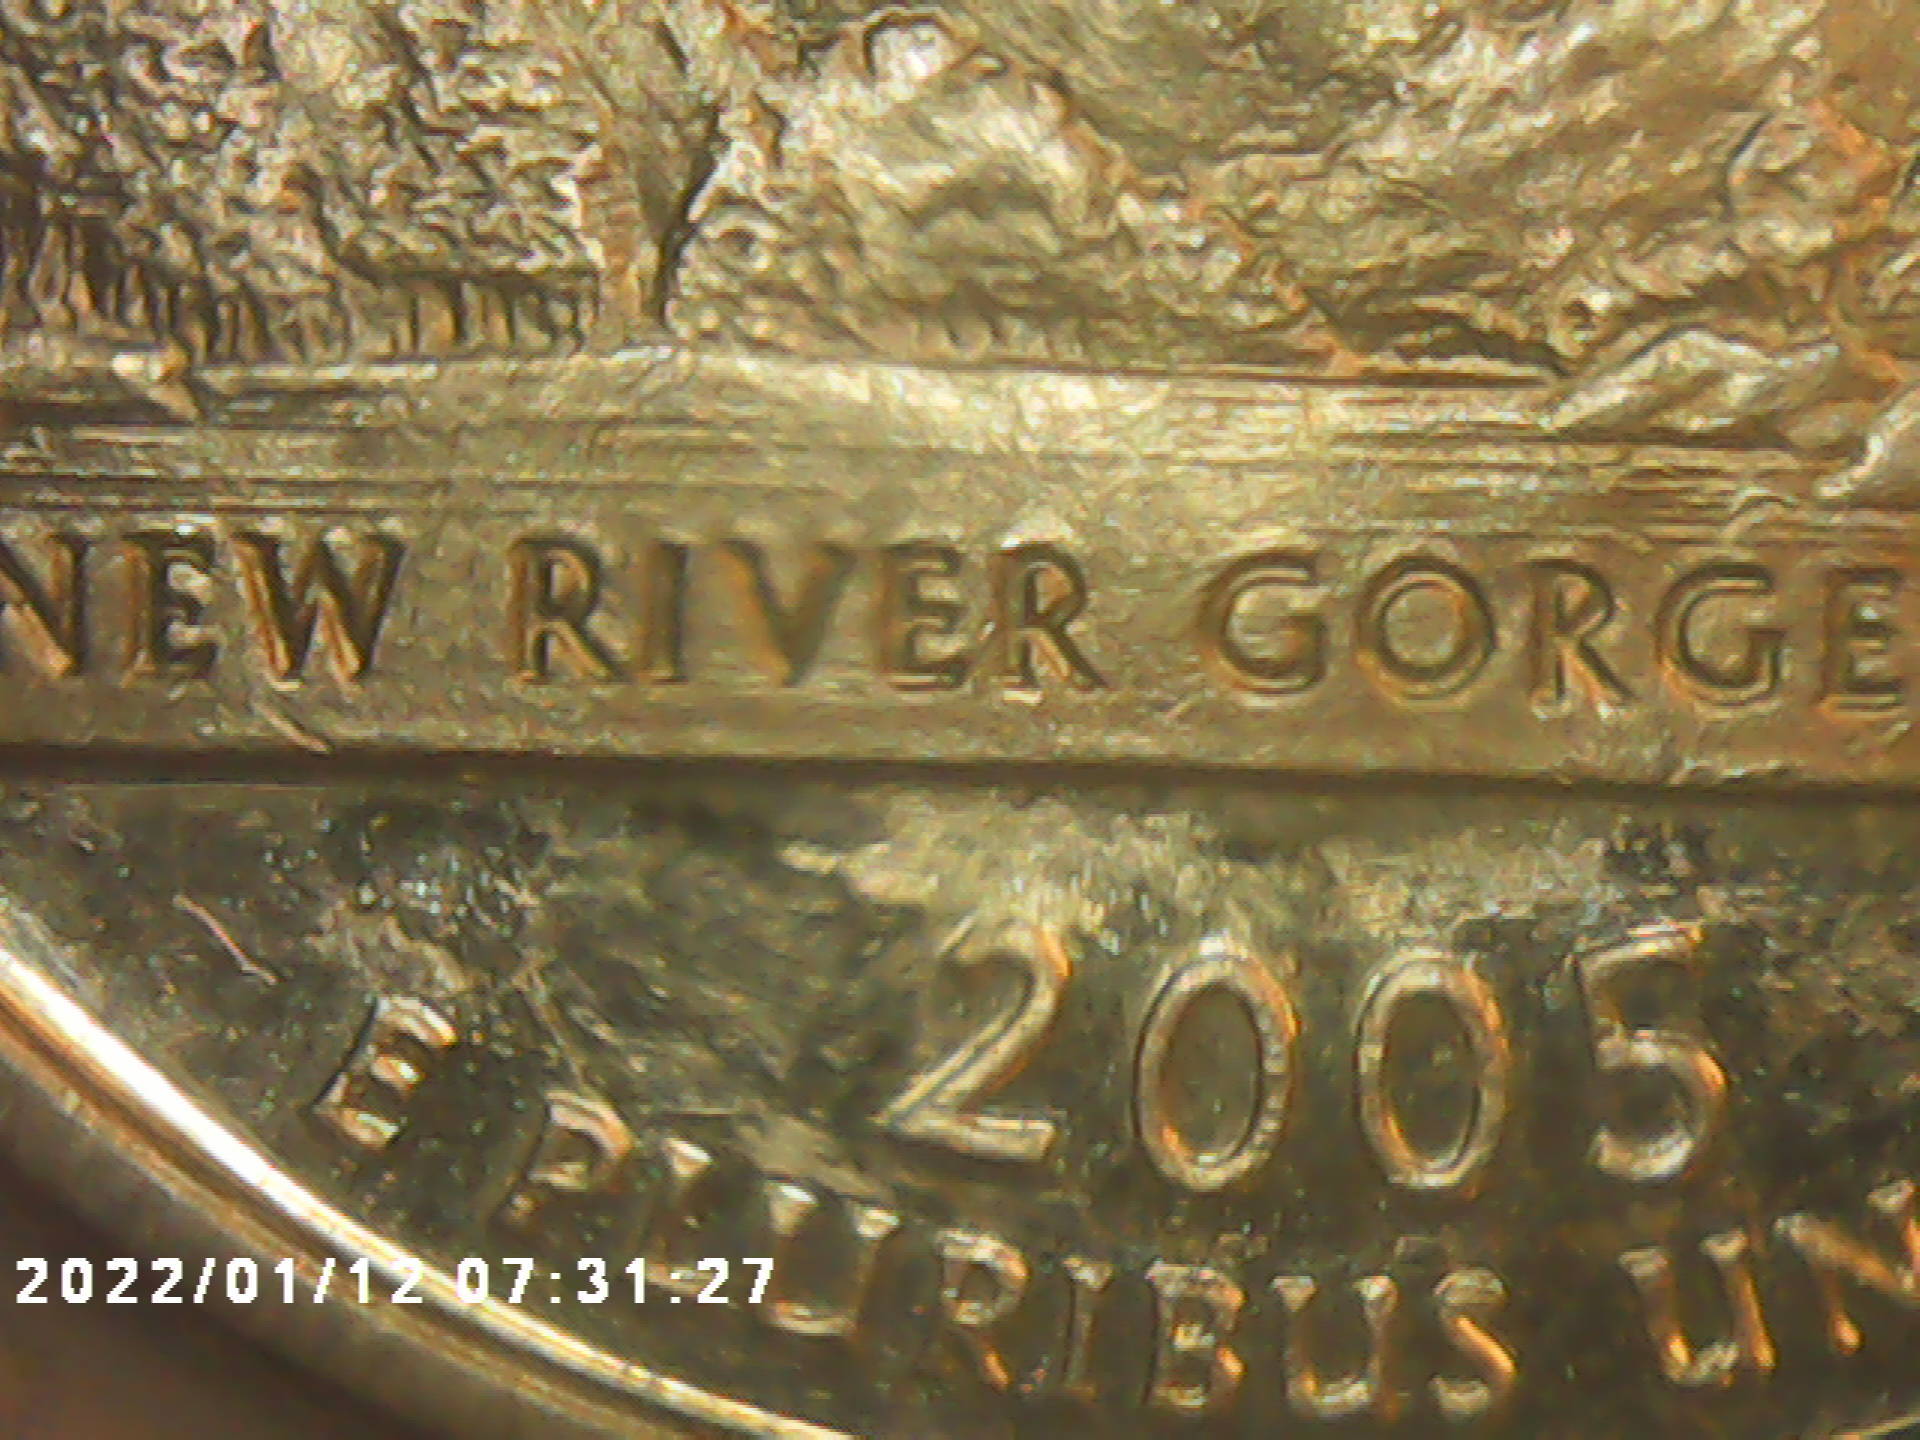 NEW RIVER GORGE
2005
E PLURIBUS UN
2022/01/12 07:31:27